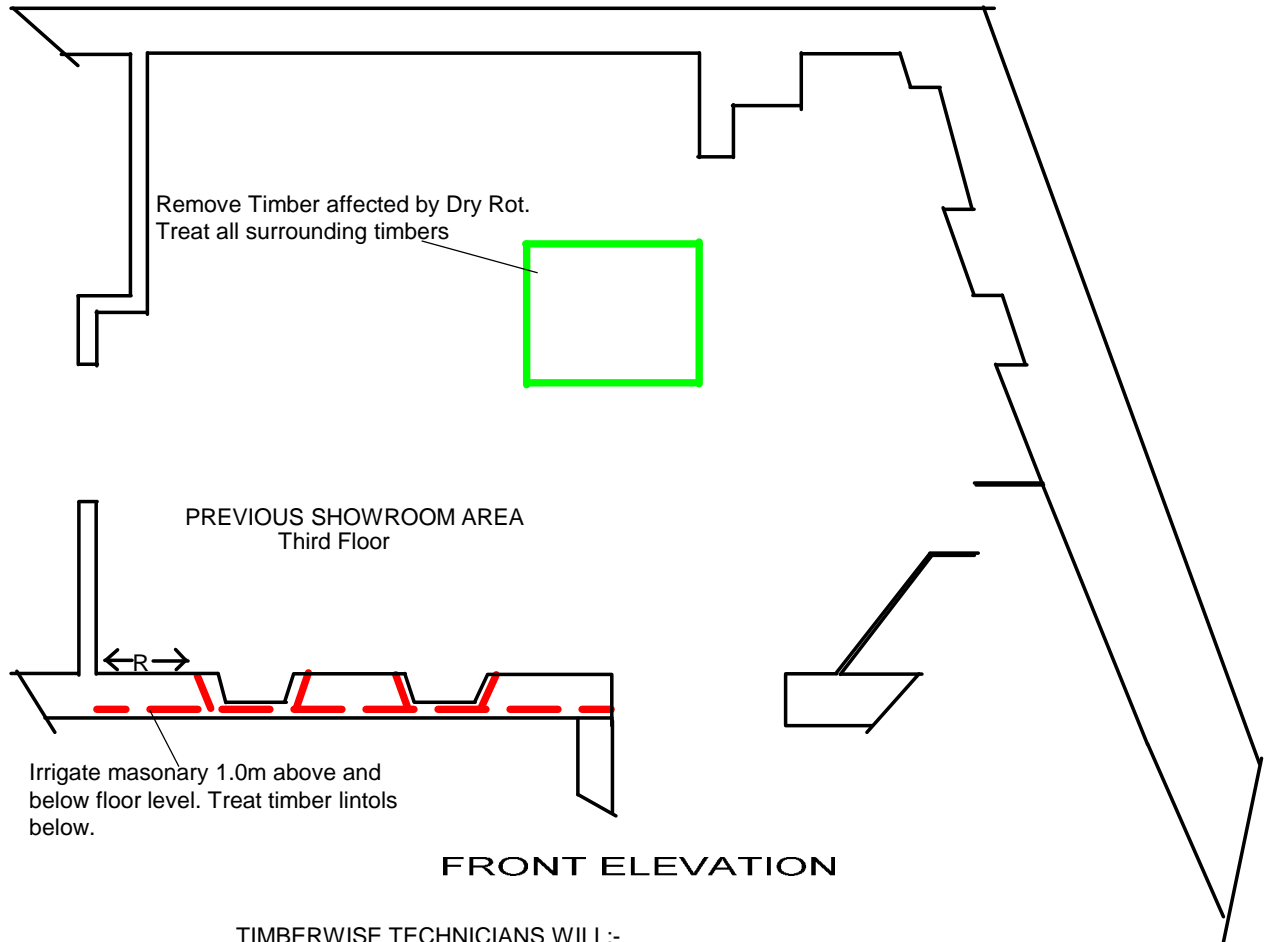 Remove Timber affected by Dry Rot.
Treat all surrounding timbers
PREVIOUS SHOWROOM AREA
Third Floor
R
Irrigate masonary 1.0m above and
below floor level. Treat timber lintols
below.
FRONT ELEVATION
TIMBERWISE TECHNICIANS WILL:-